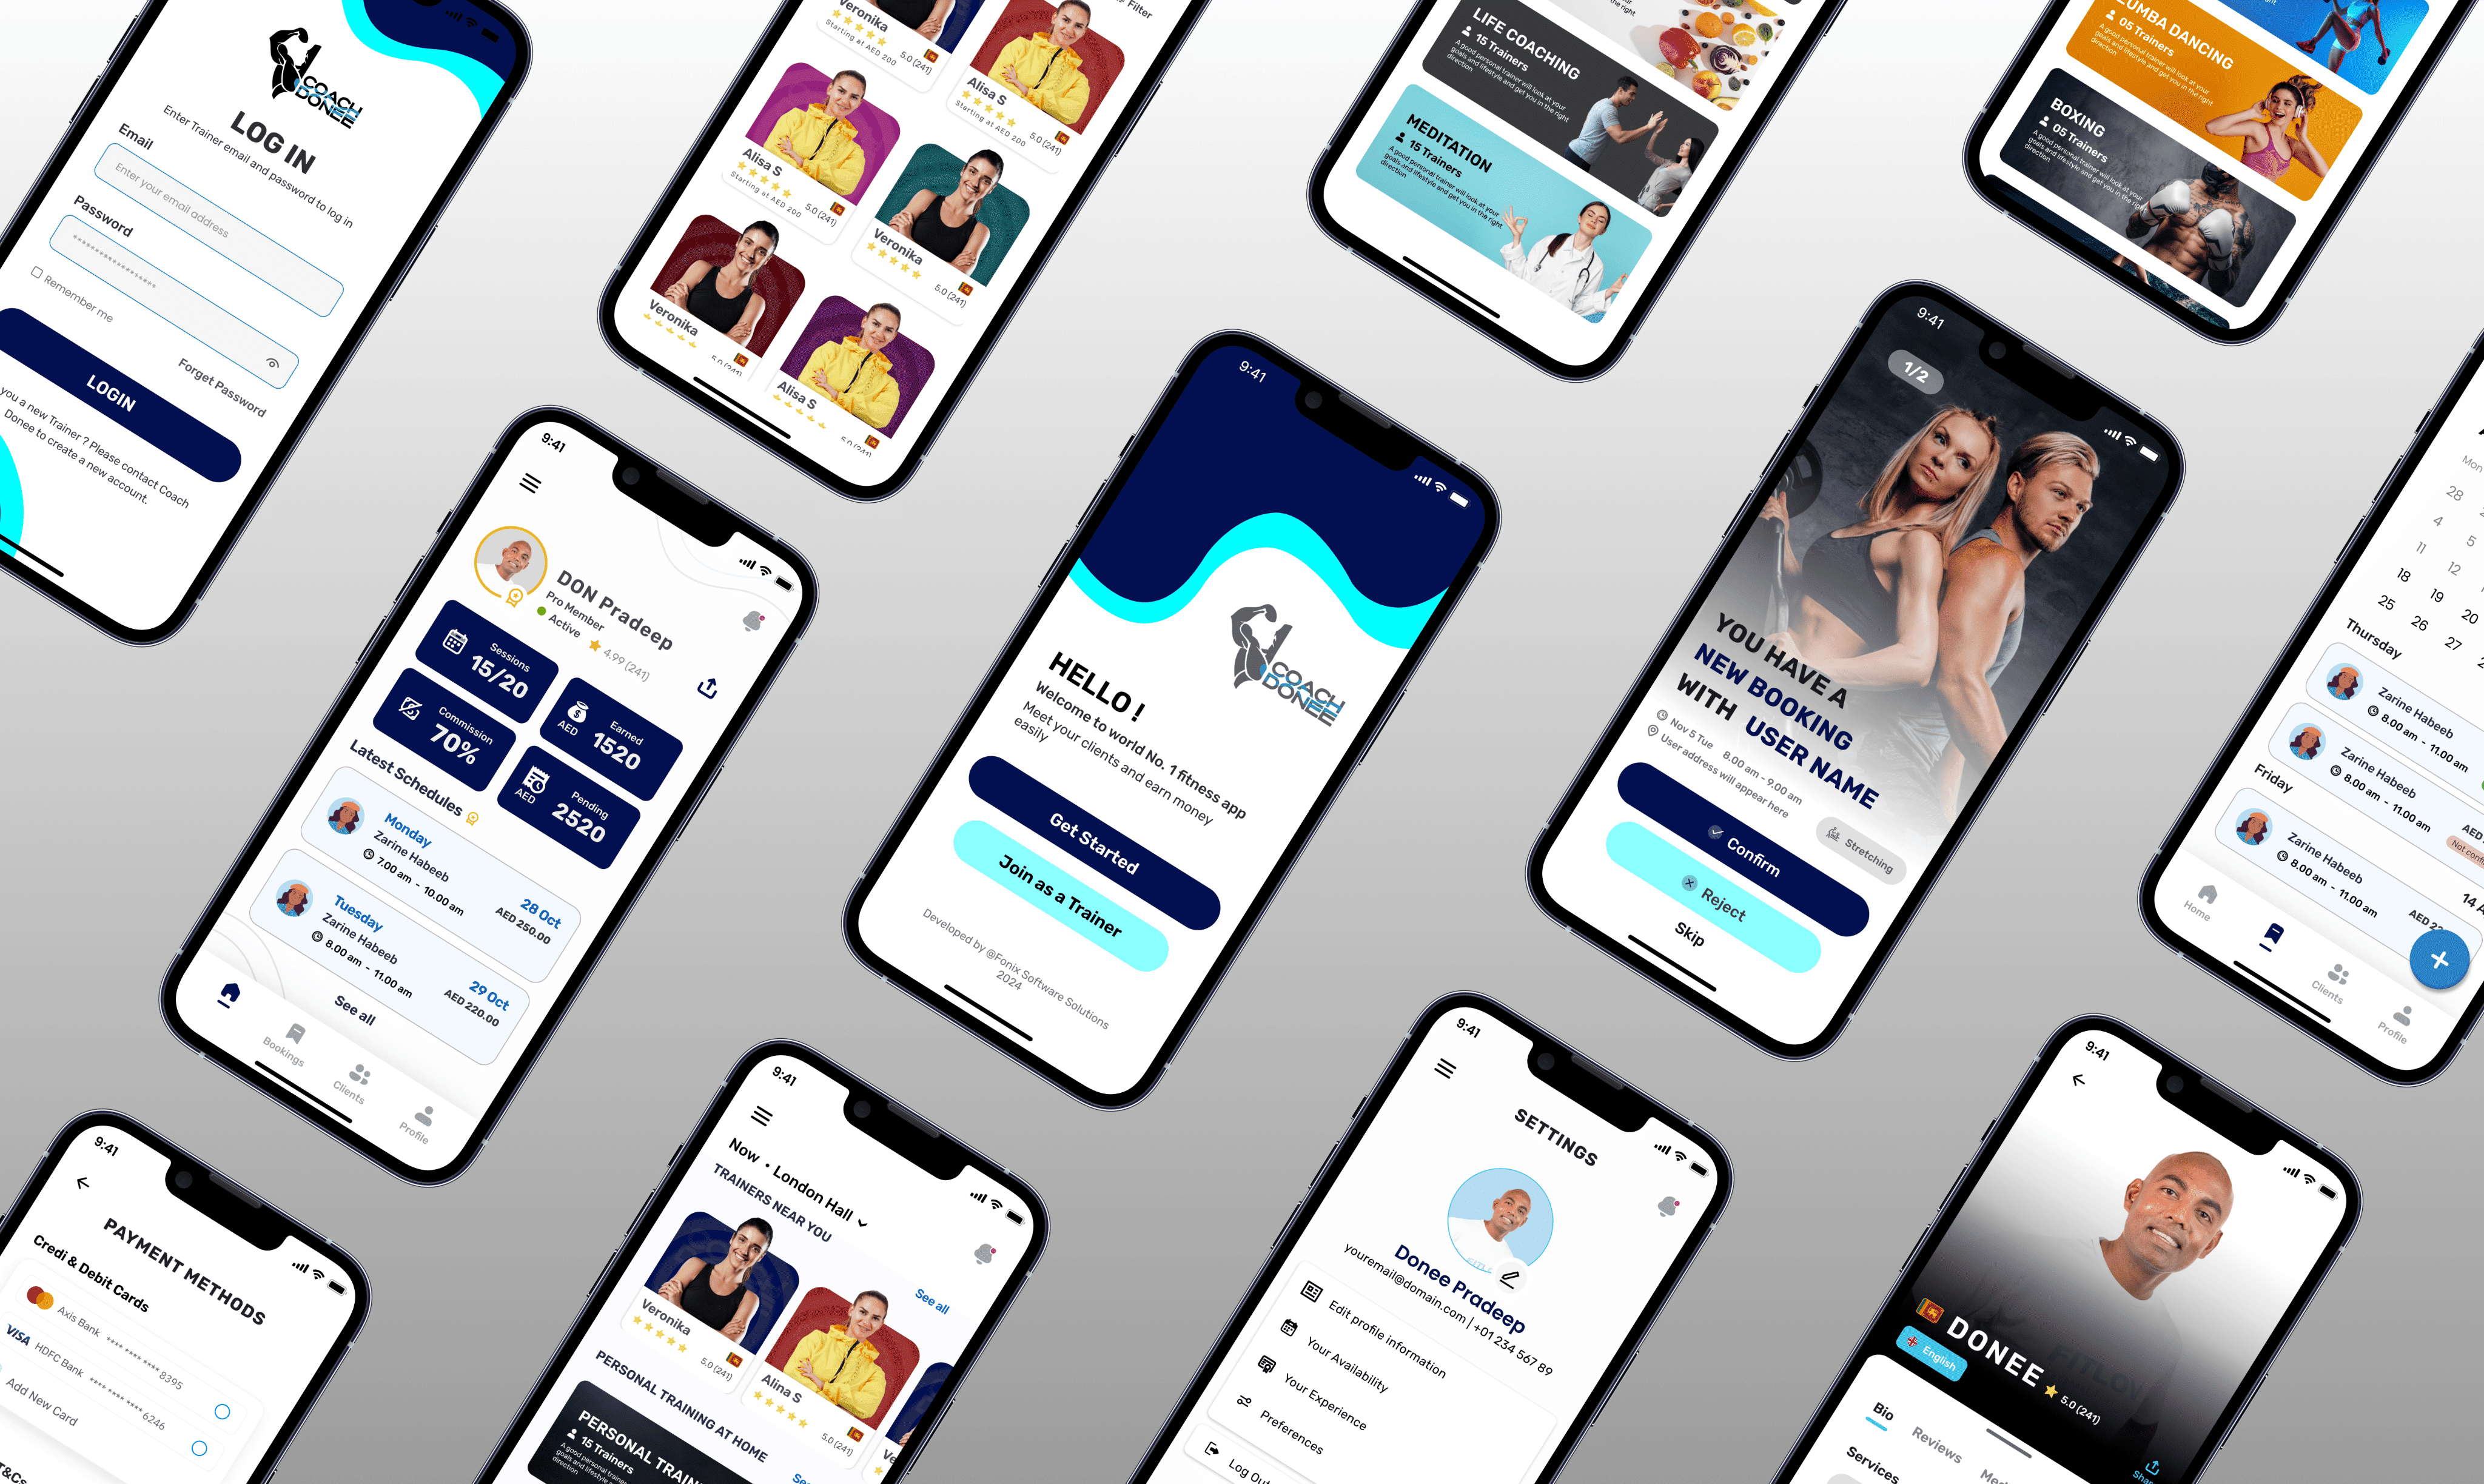 COACH
DONEE
LOG IN
Enter Trainer email and password to log in
Email
Enter your email address
Password
******************
Remember me
Forget Password
LOGIN
you a new Trainer ? Please contact Coach
Donee to create a new account.
Filter
Veronika
Starting at AED 200
5.0 (241)
Alisa S
Starting at AED 200
5.0 (241)
Alisa S
Starting at AED 200
5.0 (241)
Veronika
5.0 (241)
Veronika
Alisa S
LIFE COACHING
15 Trainers
A good personal trainer will look at your
goals and lifestyle and get you in the right
direction
MEDITATION
15 Trainers
A good personal trainer will look at your
goals and lifestyle and get you in the right
direction
ZUMBA DANCING
05 Trainers
A good personal trainer will look at your
goals and lifestyle and get you in the right
direction
BOXING
05 Trainers
A good personal trainer will look at your
goals and lifestyle and get you in the right
direction
9:41
DON Pradeep
Pro Member
Active
4.99 (241)
Sessions
15/20
Earned
AED 1520
Commission
70%
Pending
AED 2520
Latest Schedules
Monday
Zarine Habeeb
7.00 am - 10.00 am
28 Oct
AED 250.00
Tuesday
Zarine Habeeb
8.00 am - 11.00 am
29 Oct
AED 220.00
See all
Bookings
Clients
Profile
9:41
COACH
DONEE
HELLO !
Welcome to world No. 1 fitness app
Meet your clients and earn money
easily
Get Started
Join as a Trainer
Developed by @Fonix Software Solutions
2024
9:41
1/2
YOU HAVE A
NEW BOOKING
WITH USER NAME
Nov 5 Tue 8.00 am - 9.00 am
User address will appear here
Stretching
Confirm
Reject
Skip
Mon
28
4 5
11 12
18 19 20
25 26 27
Thursday
Zarine Habeeb
8.00 am - 11.00 am
Zarine Habeeb
8.00 am - 11.00 am
AED
Friday
Zarine Habeeb
8.00 am - 11.00 am
14 A
AED 22
Home
Clients
Profile
9:41
PAYMENT METHODS
Credi & Debit Cards
Axis Bank **** **** **** 8395
VISA HDFC Bank **** **** **** 6246
Add New Card
9:41
Now • London Hall
TRAINERS NEAR YOU
See all
Veronika
5.0 (241)
Alina S
5.0 (241)
PERSONAL TRAINING AT HOME
PERSONAL TRAIN
15 Trainers
A good personal
goals and lifestyle
direction
9:41
SETTINGS
Donee Pradeep
youremail@domain.com | +01 234 567 89
Edit profile information
Your Availability
Your Experience
Preferences
Log Out
9:41
DONEE
English
5.0 (241)
Bio
Reviews
Services